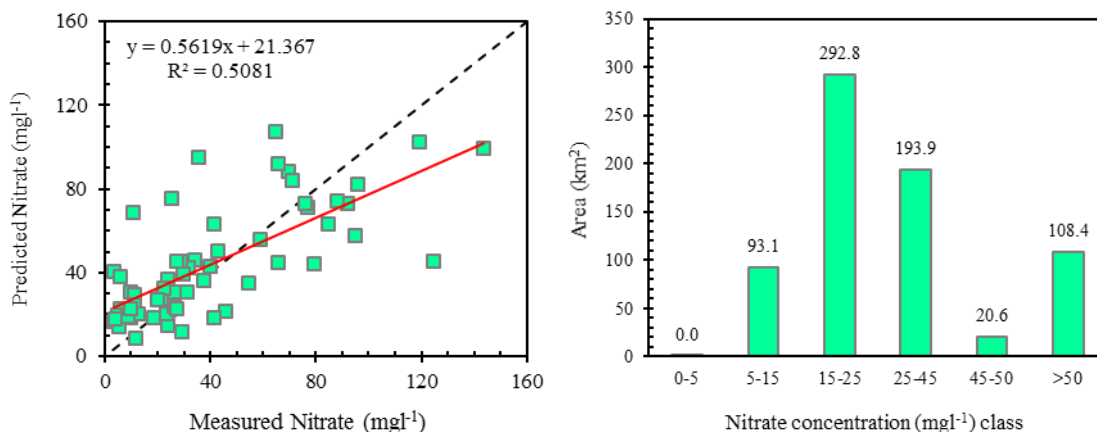 y = 0.5619x + 21.367
R² = 0.5081
Predicted Nitrate (mgl⁻¹)
160
120
80
40
0
0 40 80 120 160
Measured Nitrate (mgl⁻¹)
Area (km²)
350
300
250
200
150
100
50
0
0.0
93.1
292.8
193.9
20.6
108.4
0-5 5-15 15-25 25-45 45-50 >50
Nitrate concentration (mgl⁻¹) class